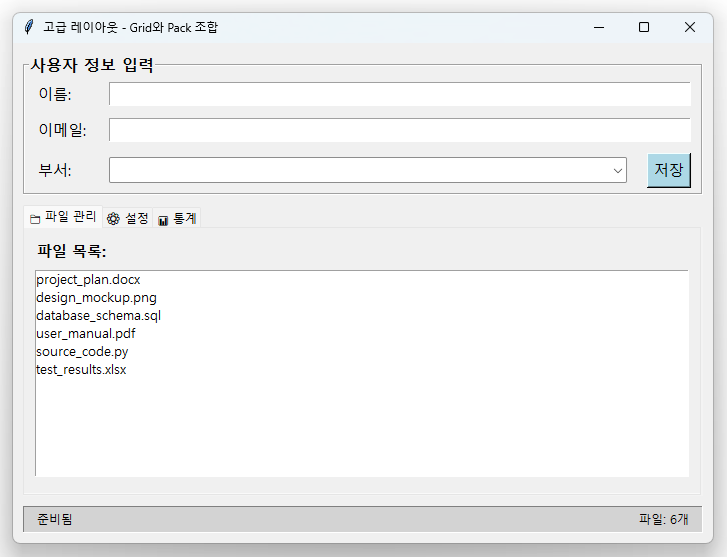 고급 레이아웃 - Grid와 Pack 조합
사용자 정보 입력
이름:
이메일:
부서:
저장
파일 관리 설정 통계
파일 목록:
project_plan.docx
design_mockup.png
database_schema.sql
user_manual.pdf
source_code.py
test_results.xlsx
준비됨 파일: 6개